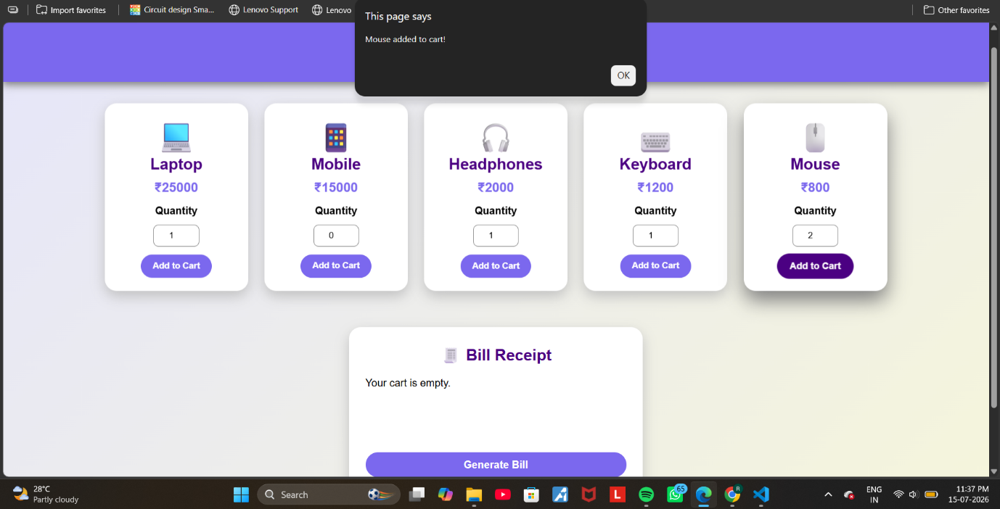 Import favorites
Circuit design Sma...
Lenovo Support
Lenovo
Other favorites
This page says
Mouse added to cart!
OK
Laptop
₹25000
Quantity
1
Add to Cart
Mobile
₹15000
Quantity
0
Add to Cart
Headphones
₹2000
Quantity
1
Add to Cart
Keyboard
₹1200
Quantity
1
Add to Cart
Mouse
₹800
Quantity
2
Add to Cart
Bill Receipt
Your cart is empty.
Generate Bill
28°C
Partly cloudy
Search
L
65
R
ENG
IN
11:37 PM
15-07-2026